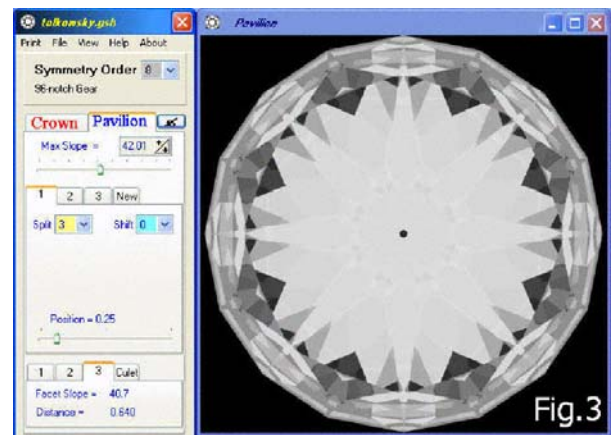 tolkowsky.gsh
Pavilion
Print File View Help About
Symmetry Order 8
96-notch Gear
Crown Pavilion
Max Slope = 42.01
1 2 3 New
Split 3 Shift 0
Position = 0.25
1 2 3 Culet
Facet Slope = 40.7
Distance = 0.640
Fig.3